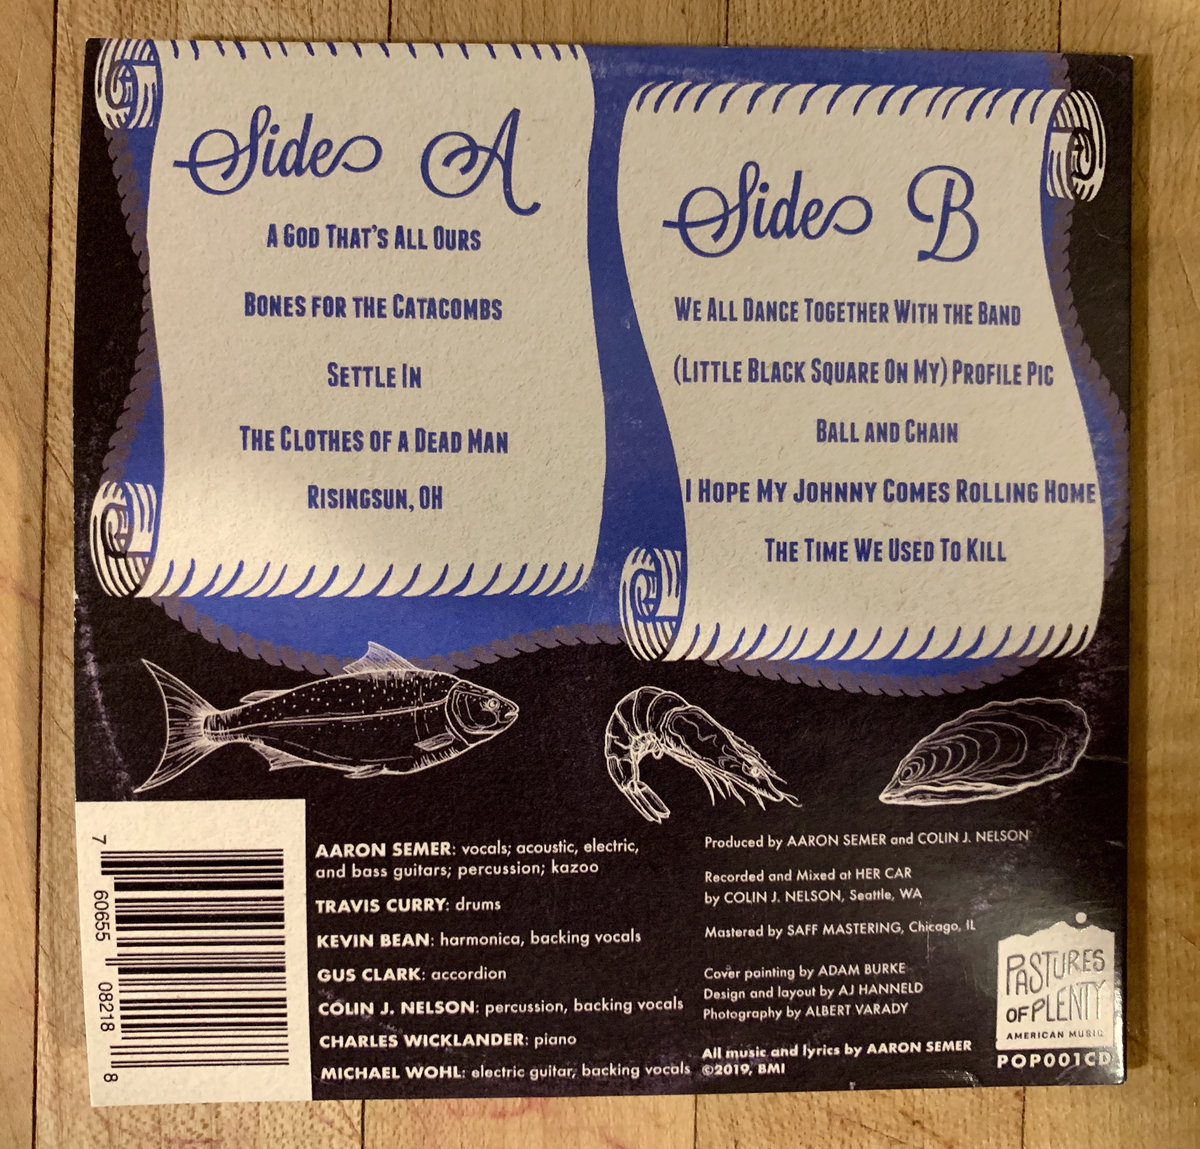 Side A
A God That's All Ours
Bones for the Catacombs
Settle In
The Clothes of a Dead Man
Risingsun, OH
Side B
We All Dance Together With the Band
(Little Black Square On My) Profile Pic
Ball and Chain
I Hope My Johnny Comes Rolling Home
The Time We Used To Kill
7 60655 08218 8
AARON SEMER: vocals; acoustic, electric,
and bass guitars; percussion; kazoo
TRAVIS CURRY: drums
KEVIN BEAN: harmonica, backing vocals
GUS CLARK: accordion
COLIN J. NELSON: percussion, backing vocals
CHARLES WICKLANDER: piano
MICHAEL WOHL: electric guitar, backing vocals
Produced by AARON SEMER and COLIN J. NELSON
Recorded and Mixed at HER CAR
by COLIN J. NELSON, Seattle, WA
Mastered by SAFF MASTERING, Chicago, IL
Cover painting by ADAM BURKE
Design and layout by AJ HANNELD
Photography by ALBERT VARADY
All music and lyrics by AARON SEMER
©2019, BMI
PASTURES
OF PLENTY
AMERICAN MUSIC
POP001CD